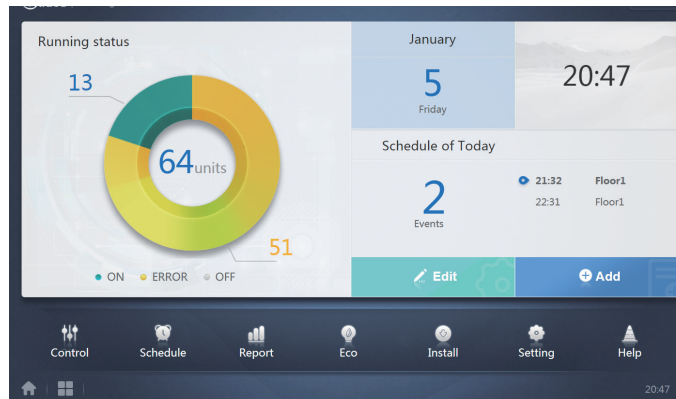 Running status
13
64units
51
ON ERROR OFF
January
5
Friday
20:47
Schedule of Today
2
Events
21:32 Floor1
22:31 Floor1
Edit
Add
Control
Schedule
Report
Eco
Install
Setting
Help
20:47